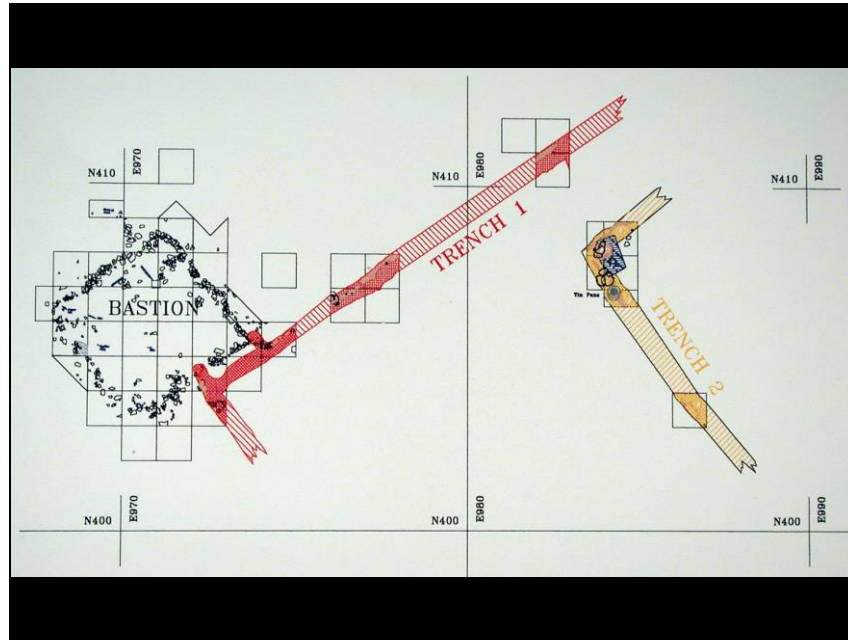 N410
E970
E980
N410
E990
N410
TRENCH 1
BASTION
Tin Pans
TRENCH 2
N400
E970
N400
E980
N400
E990